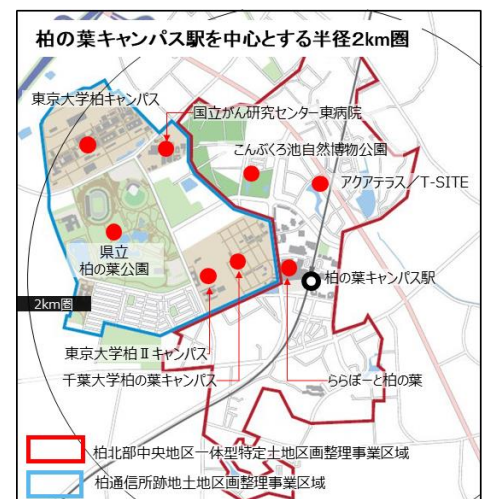 柏の葉キャンパス駅を中心とする半径2km圏
東京大学柏キャンパス
国立がん研究センター東病院
こんぶくろ池自然博物公園
アクアテラス/T-SITE
県立
柏の葉公園
柏の葉キャンパス駅
2km圏
東京大学柏Ⅱキャンパス
千葉大学柏の葉キャンパス
ららぽーと柏の葉
柏北部中央地区一体型特定土地区画整理事業区域
柏通信所跡地土地区画整理事業区域